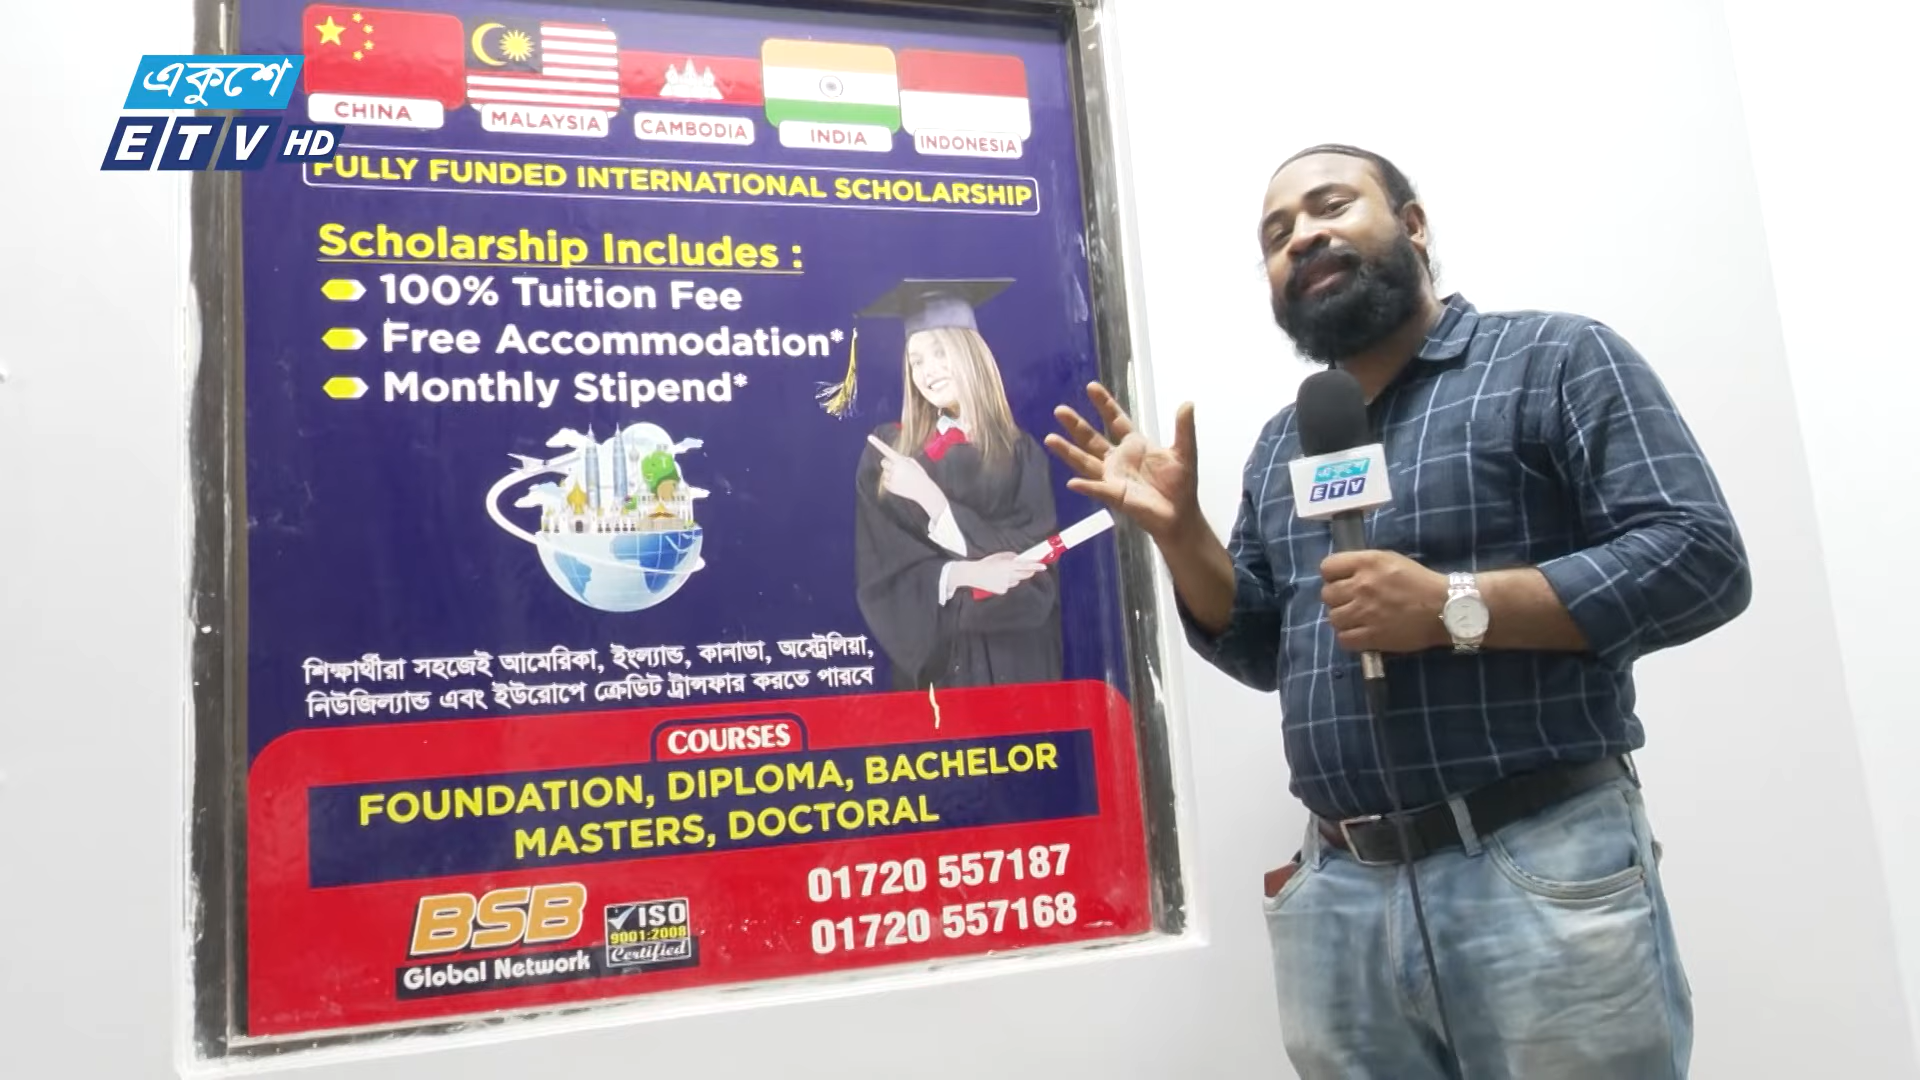 একুশে
ETV HD
CHINA
MALAYSIA
CAMBODIA
INDIA
INDONESIA
FULLY FUNDED INTERNATIONAL SCHOLARSHIP
Scholarship Includes :
100% Tuition Fee
Free Accommodation*
Monthly Stipend*
শিক্ষার্থীরা সহজেই আমেরিকা, ইংল্যান্ড, কানাডা, অস্ট্রেলিয়া,
নিউজিল্যান্ড এবং ইউরোপে ক্রেডিট ট্রান্সফার করতে পারবে
COURSES
FOUNDATION, DIPLOMA, BACHELOR
MASTERS, DOCTORAL
01720 557187
01720 557168
BSB
Global Network
ISO
9001:2008
Certified
একুশে
ETV